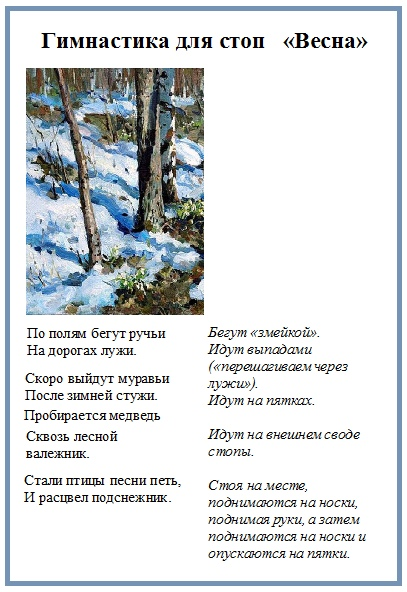 Гимнастика для стоп «Весна»
По полям бегут ручьи
На дорогах лужи.
Скоро выйдут муравьи
После зимней стужи.
Пробирается медведь
Сквозь лесной
валежник.
Стали птицы песни петь,
И расцвел подснежник.
Бегут «змейкой».
Идут выпадами
(«перешагиваем через
лужи»).
Идут на пятках.
Идут на внешнем своде
стопы.
Стоя на месте,
поднимаются на носки,
поднимая руки, а затем
поднимаются на носки и
опускаются на пятки.